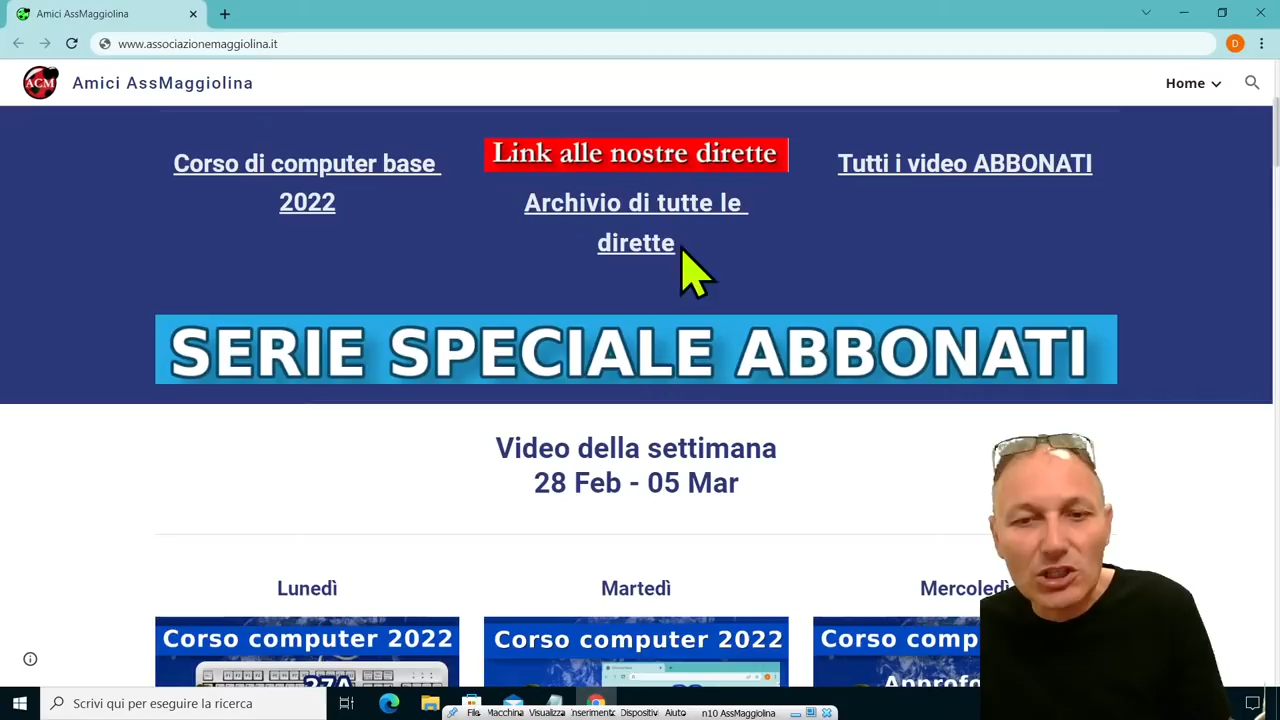 Amici AssMaggiolina
www.associazionemaggiolina.it
D
ACM
Amici AssMaggiolina
Home
Corso di computer base
2022
Link alle nostre dirette
Archivio di tutte le
dirette
Tutti i video ABBONATI
SERIE SPECIALE ABBONATI
Video della settimana
28 Feb - 05 Mar
Lunedì
Martedì
Mercoledì
Corso computer 2022
Corso computer 2022
Corso comp
27A
Approfo
Scrivi qui per eseguire la ricerca
File Macchina Visualizza Inserimento Dispositivi Aiuto n10 AssMaggiolina